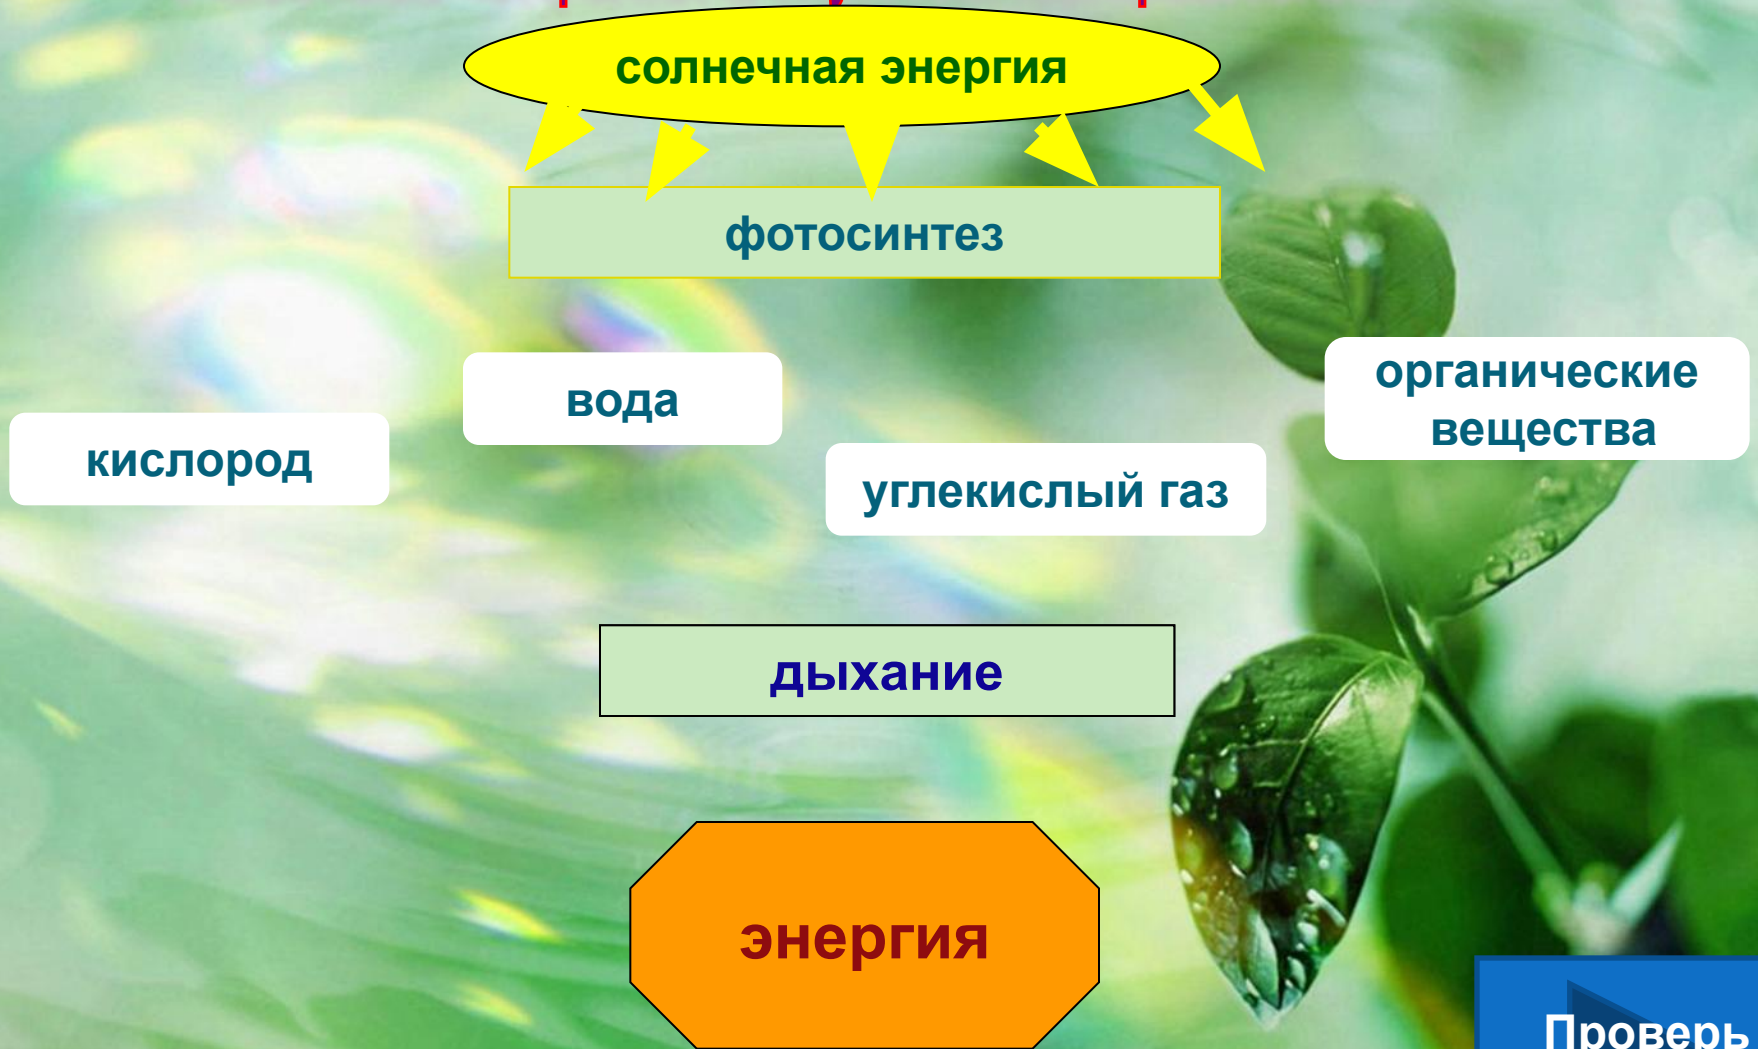 солнечная энергия
фотосинтез
органические
вещества
вода
кислород
углекислый газ
дыхание
энергия
Проверь